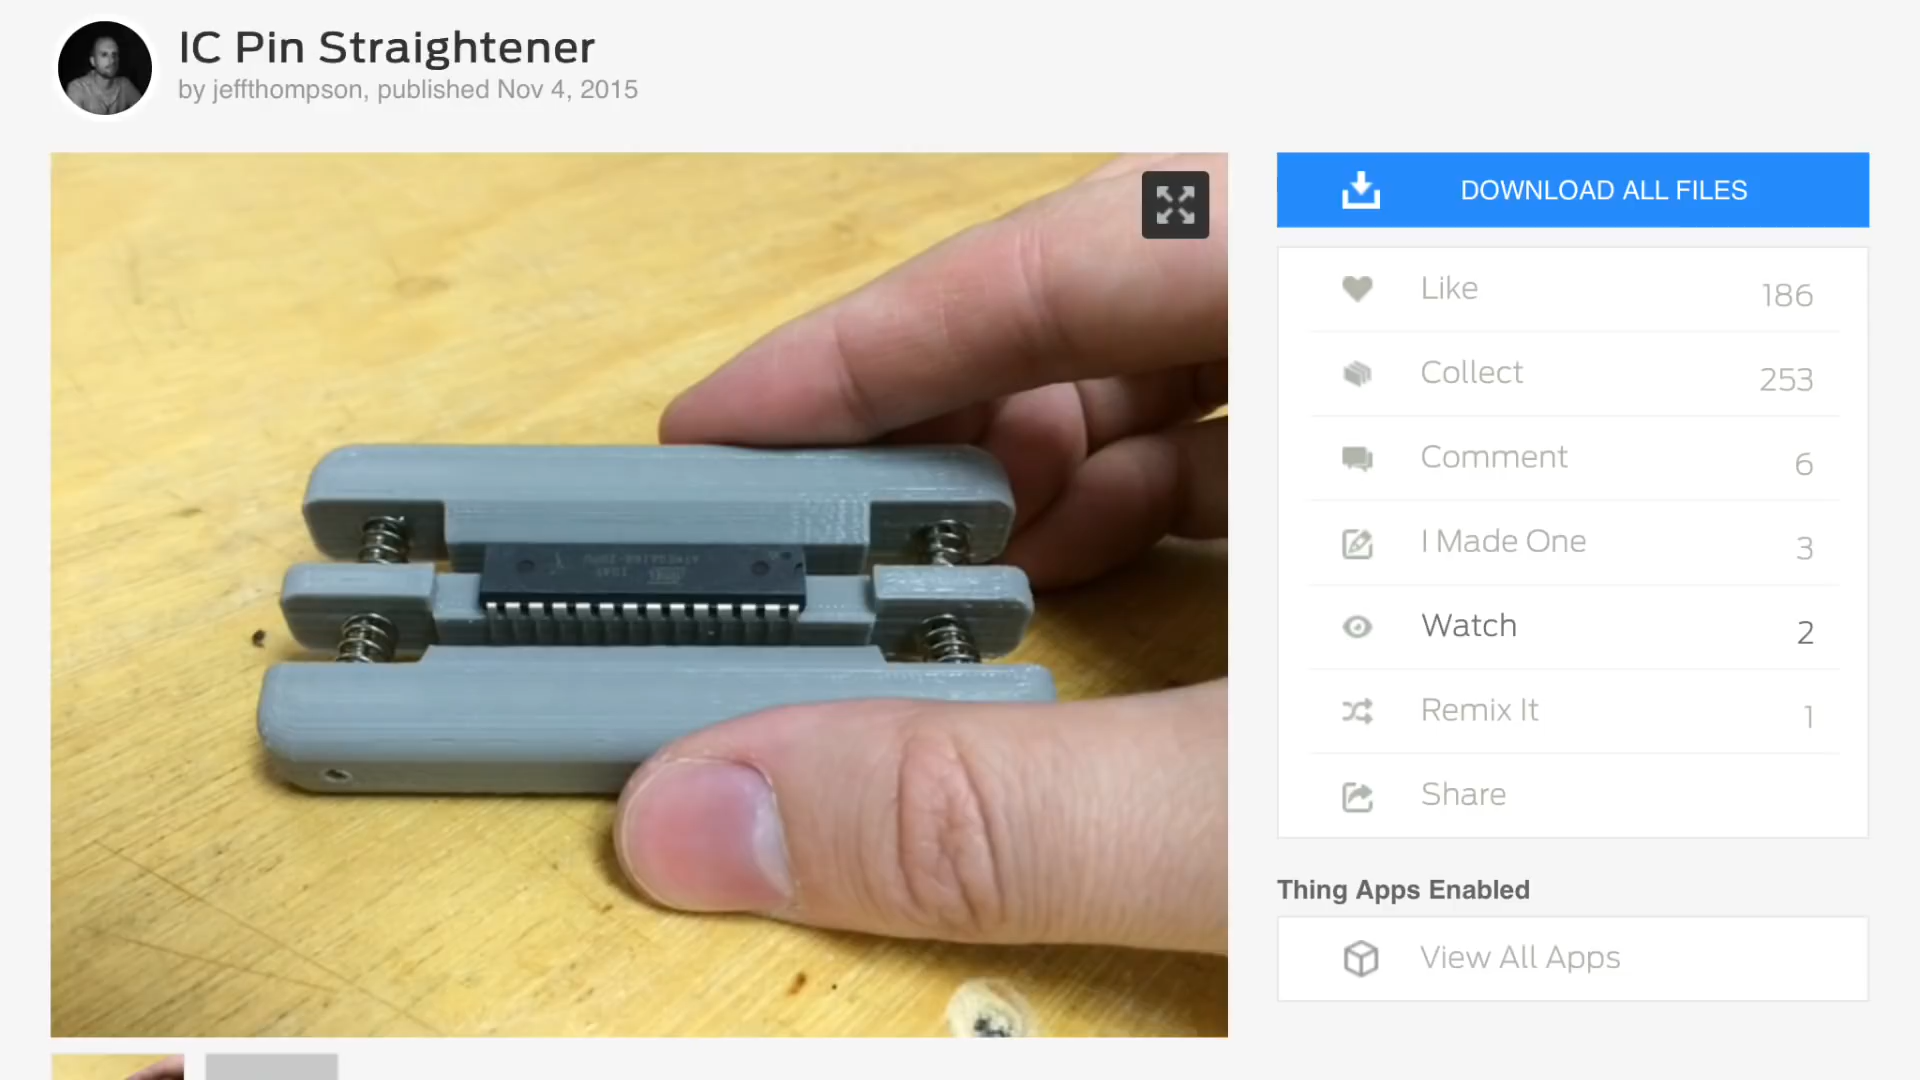 IC Pin Straightener
by jeffthompson, published Nov 4, 2015
DOWNLOAD ALL FILES
Like 186
Collect 253
Comment 6
I Made One 3
Watch 2
Remix It 1
Share
Thing Apps Enabled
View All Apps